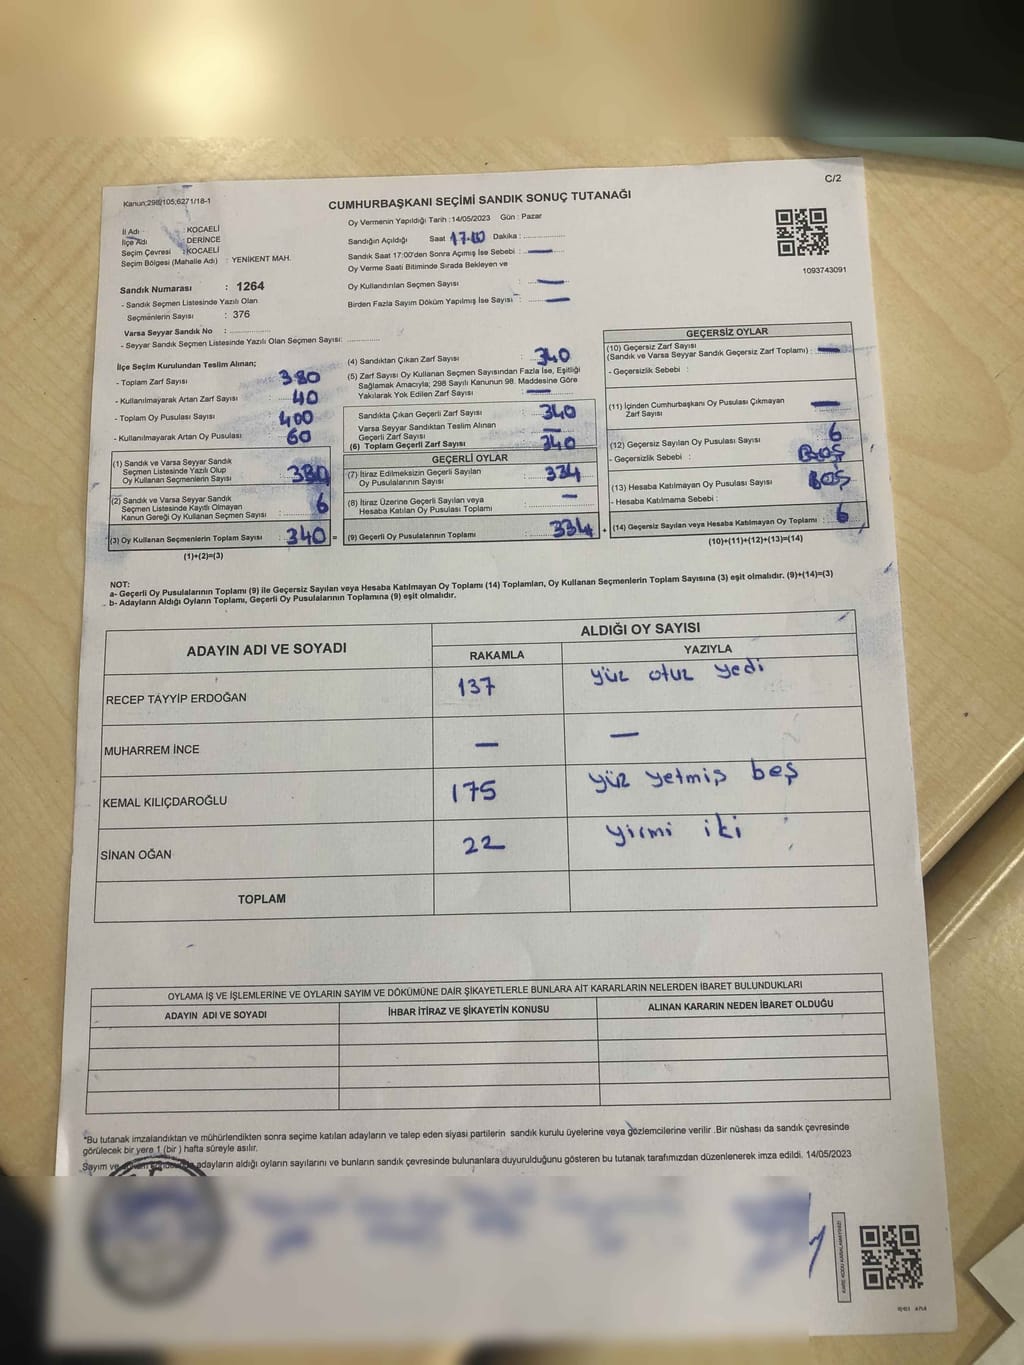 Kanun;298/105;6271/18-1
C/2
CUMHURBAŞKANI SEÇİMİ SANDIK SONUÇ TUTANAĞI
İl Adı : KOCAELİ
İlçe Adı : DERİNCE
Seçim Çevresi : KOCAELİ
Seçim Bölgesi (Mahalle Adı) : YENİKENT MAH.
Sandık Numarası : 1264
- Sandık Seçmen Listesinde Yazılı Olan
Seçmenlerin Sayısı : 376
Varsa Seyyar Sandık No : ................
- Seyyar Sandık Seçmen Listesinde Yazılı Olan Seçmen Sayısı: ................
Oy Vermenin Yapıldığı Tarih :14/05/2023 Gün : Pazar
Sandığın Açıldığı Saat 17.00 Dakika : ................
Sandık Saat 17:00'den Sonra Açımış İse Sebebi : —
Oy Verme Saati Bitiminde Sırada Bekleyen ve
Oy Kullandırılan Seçmen Sayısı : —
Birden Fazla Sayım Döküm Yapılmış İse Sayısı : —
1093743091
İlçe Seçim Kurulundan Teslim Alınan;
- Toplam Zarf Sayısı : 380
- Kullanılmayarak Artan Zarf Sayısı : 40
- Toplam Oy Pusulası Sayısı : 400
- Kullanılmayarak Artan Oy Pusulası : 60
(1) Sandık ve Varsa Seyyar Sandık
Seçmen Listesinde Yazılı Olup
Oy Kullanan Seçmenlerin Sayısı
(2) Sandık ve Varsa Seyyar Sandık
Seçmen Listesinde Kayıtlı Olmayan
Kanun Gereği Oy Kullanan Seçmen Sayısı : 6
(3) Oy Kullanan Seçmenlerin Toplam Sayısı : 340 =
(1)+(2)=(3)
(4) Sandıktan Çıkan Zarf Sayısı : 340
(5) Zarf Sayısı Oy Kullanan Seçmen Sayısından Fazla İse, Eşitliği
Sağlamak Amacıyla; 298 Sayılı Kanunun 98. Maddesine Göre
Yakılarak Yok Edilen Zarf Sayısı : —
Sandıkta Çıkan Geçerli Zarf Sayısı : 340
Varsa Seyyar Sandıktan Teslim Alınan
Geçerli Zarf Sayısı : —
(6) Toplam Geçerli Zarf Sayısı : 340
GEÇERLİ OYLAR
(7) İtiraz Edilmeksizin Geçerli Sayılan
Oy Pusulalarının Sayısı : 334
(8) İtiraz Üzerine Geçerli Sayılan veya
Hesaba Katılan Oy Pusulası Toplamı : —
(9) Geçerli Oy Pusulalarının Toplamı : 334 +
GEÇERSİZ OYLAR
(10) Geçersiz Zarf Sayısı
(Sandık ve Varsa Seyyar Sandık Geçersiz Zarf Toplamı) : —
- Geçersizlik Sebebi :
(11) İçinden Cumhurbaşkanı Oy Pusulası Çıkmayan
Zarf Sayısı : —
(12) Geçersiz Sayılan Oy Pusulası Sayısı : 6
- Geçersizlik Sebebi : BOŞ
(13) Hesaba Katılmayan Oy Pusulası Sayısı : BOŞ
- Hesaba Katılmama Sebebi :
(14) Geçersiz Sayılan veya Hesaba Katılmayan Oy Toplamı : 6
(10)+(11)+(12)+(13)=(14)
NOT:
a- Geçerli Oy Pusulalarının Toplamı (9) ile Geçersiz Sayılan veya Hesaba Katılmayan Oy Toplamı (14) Toplamları, Oy Kullanan Seçmenlerin Toplam Sayısına (3) eşit olmalıdır. (9)+(14)=(3)
b- Adayların Aldığı Oyların Toplamı, Geçerli Oy Pusulalarının Toplamına (9) eşit olmalıdır.
ADAYIN ADI VE SOYADI
ALDIĞI OY SAYISI
RAKAMLA YAZIYLA
RECEP TAYYİP ERDOĞAN 137 yüz otuz yedi
MUHARREM İNCE — —
KEMAL KILIÇDAROĞLU 175 yüz yetmiş beş
SİNAN OĞAN 22 yirmi iki
TOPLAM
OYLAMA İŞ VE İŞLEMLERİNE VE OYLARIN SAYIM VE DÖKÜMÜNE DAİR ŞİKAYETLERLE BUNLARA AİT KARARLARIN NELERDEN İBARET BULUNDUKLARI
ADAYIN ADI VE SOYADI İHBAR İTİRAZ VE ŞİKAYETİN KONUSU ALINAN KARARIN NEDEN İBARET OLDUĞU
*Bu tutanak imzalandıktan ve mühürlendikten sonra seçime katılan adayların ve talep eden siyasi partilerin sandık kurulu üyelerine veya gözlemcilerine verilir .Bir nüshası da sandık çevresinde
görülecek bir yere 1 (bir ) hafta süreyle asılır.
Sayım ve adayların aldığı oyların sayılarını ve bunların sandık çevresinde bulunanlara duyurulduğunu gösteren bu tutanak tarafımızdan düzenlenerek imza edildi. 14/05/2023